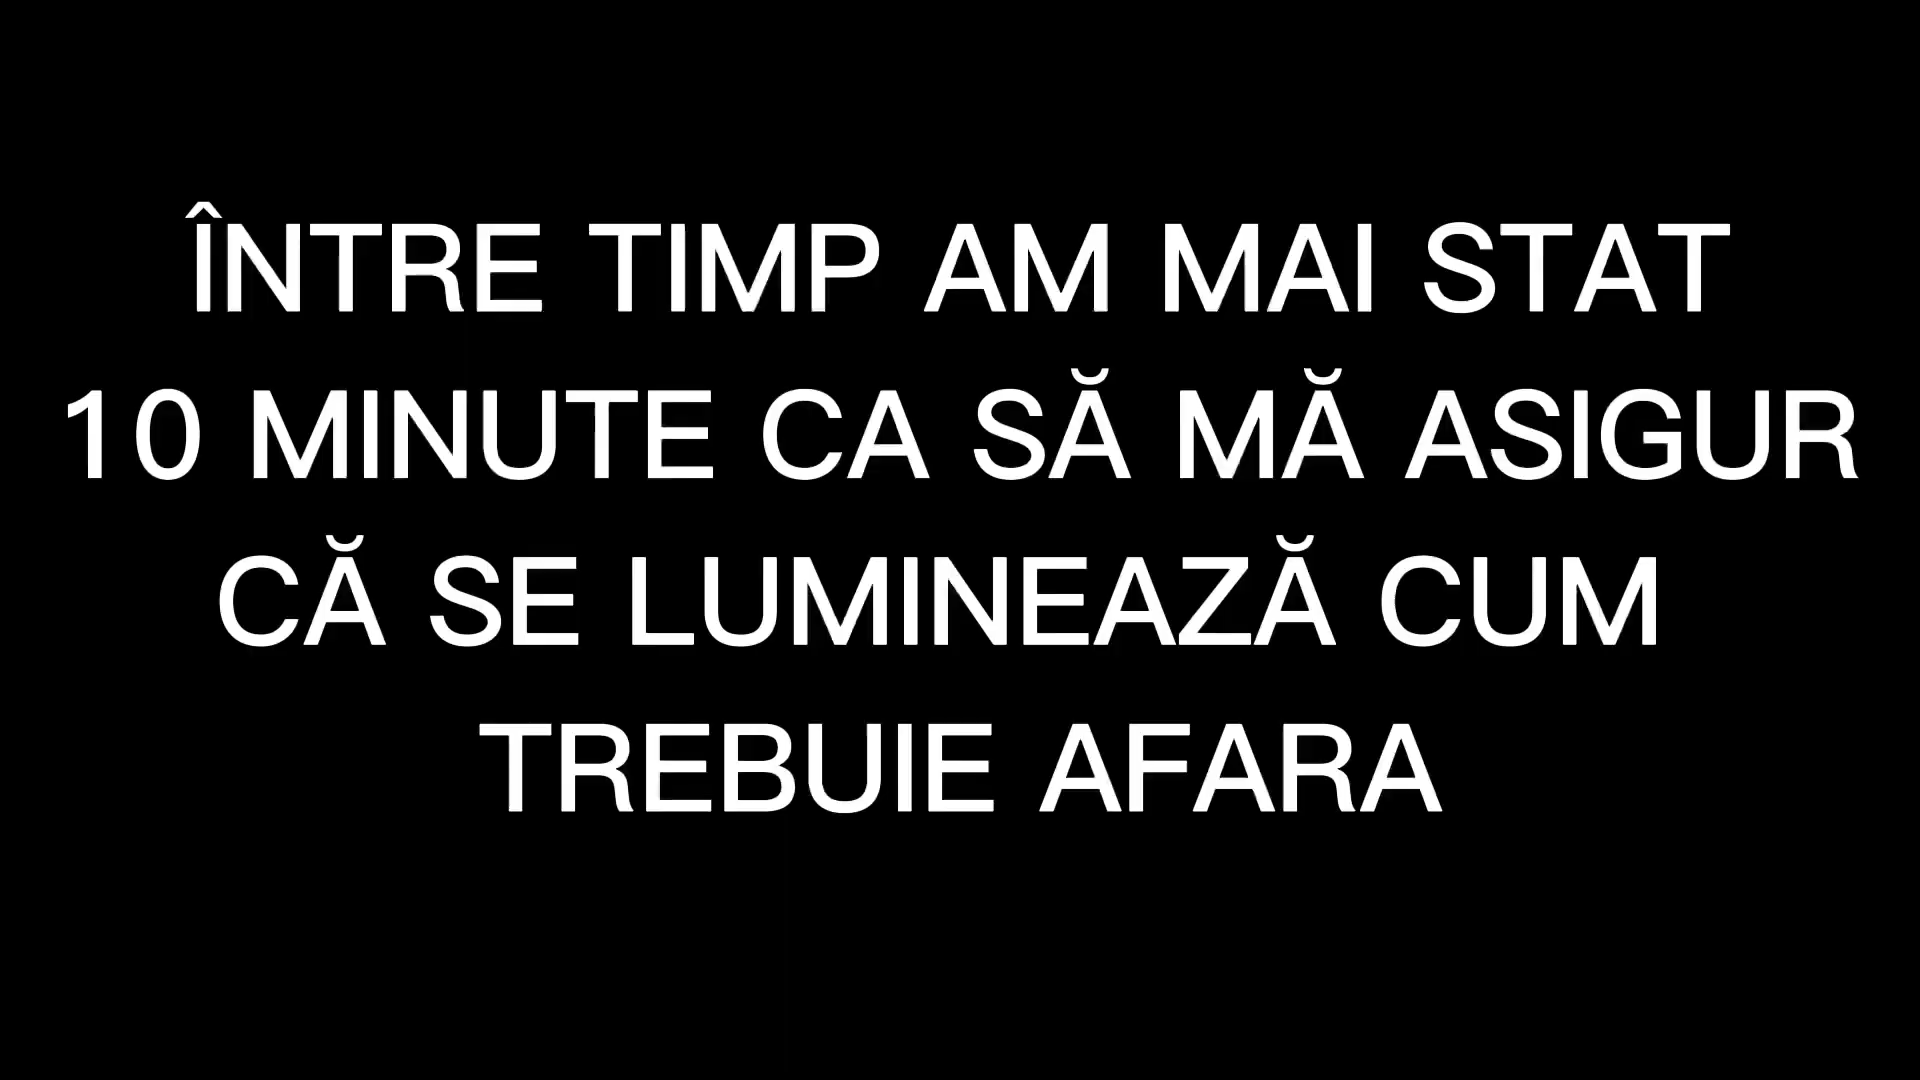 ÎNTRE TIMP AM MAI STAT
10 MINUTE CA SĂ MĂ ASIGUR
CĂ SE LUMINEAZĂ CUM
TREBUIE AFARA